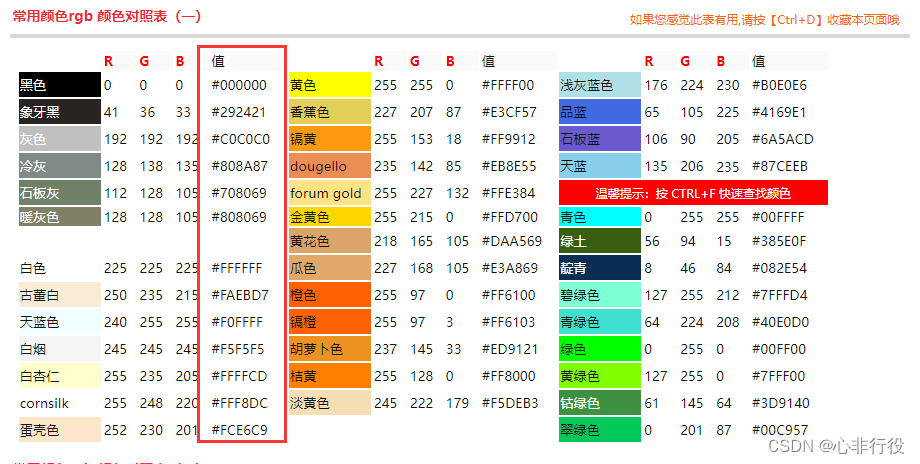 常用颜色rgb 颜色对照表（一）
如果您感觉此表有用,请按【Ctrl+D】收藏本页面哦
R G B 值 R G B 值 R G B 值
黑色 0 0 0 #000000 黄色 255 255 0 #FFFF00 浅灰蓝色 176 224 230 #B0E0E6
象牙黑 41 36 33 #292421 香蕉色 227 207 87 #E3CF57 品蓝 65 105 225 #4169E1
灰色 192 192 192 #C0C0C0 镉黄 255 153 18 #FF9912 石板蓝 106 90 205 #6A5ACD
冷灰 128 138 135 #808A87 dougello 235 142 85 #EB8E55 天蓝 135 206 235 #87CEEB
石板灰 112 128 105 #708069 forum gold 255 227 132 #FFE384 温馨提示：按 CTRL+F 快速查找颜色
暖灰色 128 128 105 #808069 金黄色 255 215 0 #FFD700 青色 0 255 255 #00FFFF
黄花色 218 165 105 #DAA569 绿土 56 94 15 #385E0F
白色 225 225 225 #FFFFFF 瓜色 227 168 105 #E3A869 靛青 8 46 84 #082E54
古董白 250 235 215 #FAEBD7 橙色 255 97 0 #FF6100 碧绿色 127 255 212 #7FFFD4
天蓝色 240 255 255 #F0FFFF 镉橙 255 97 3 #FF6103 青绿色 64 224 208 #40E0D0
白烟 245 245 245 #F5F5F5 胡萝卜色 237 145 33 #ED9121 绿色 0 255 0 #00FF00
白杏仁 255 235 205 #FFFFCD 桔黄 255 128 0 #FF8000 黄绿色 127 255 0 #7FFF00
cornsilk 255 248 220 #FFF8DC 淡黄色 245 222 179 #F5DEB3 钴绿色 61 145 64 #3D9140
蛋壳色 252 230 201 #FCE6C9 翠绿色 0 201 87 #00C957
CSDN @心非行役